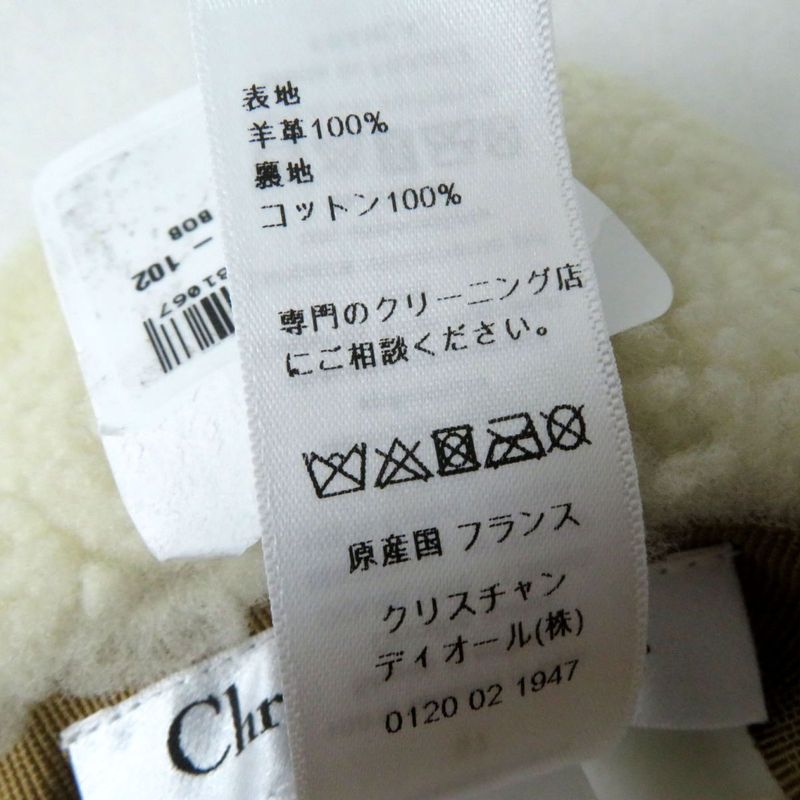 表地
羊革100%
裏地
コットン100%
専門のクリーニング店
にご相談ください。
原産国 フランス
クリスチャン
ディオール(株)
0120 02 1947
Chr
102
BOB